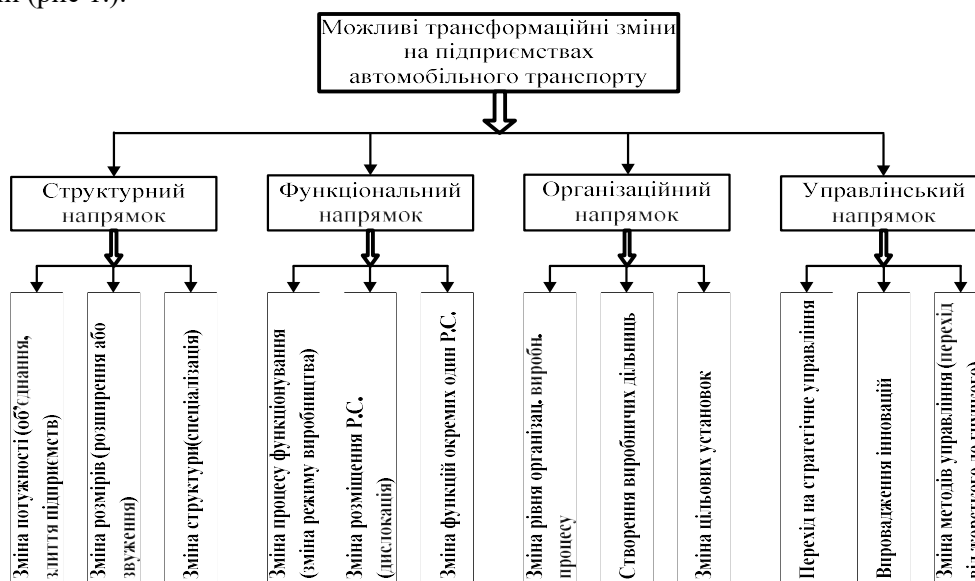 (рис 1.).
Можливі трансформаційні зміни
на підприємствах
автомобільного транспорту
Структурний
напрямок
Функціональний
напрямок
Організаційний
напрямок
Управлінський
напрямок
Зміна потужності (об'єднання,
злиття підприємств)
Зміна розмірів (розширення або
звуження)
Зміна структури(спеціалізація)
Зміна процесу функціонування
(зміна режиму виробництва)
Зміна розміщення Р.С.
(дислокація)
Зміна функцій окремих один Р.С.
Зміна рівня організац. виробн.
процесу
Створення виробничих дільниць
Зміна цільових установок
Перехід на стратегічне управління
Впровадження інновацій
Зміна методів управління (перехід